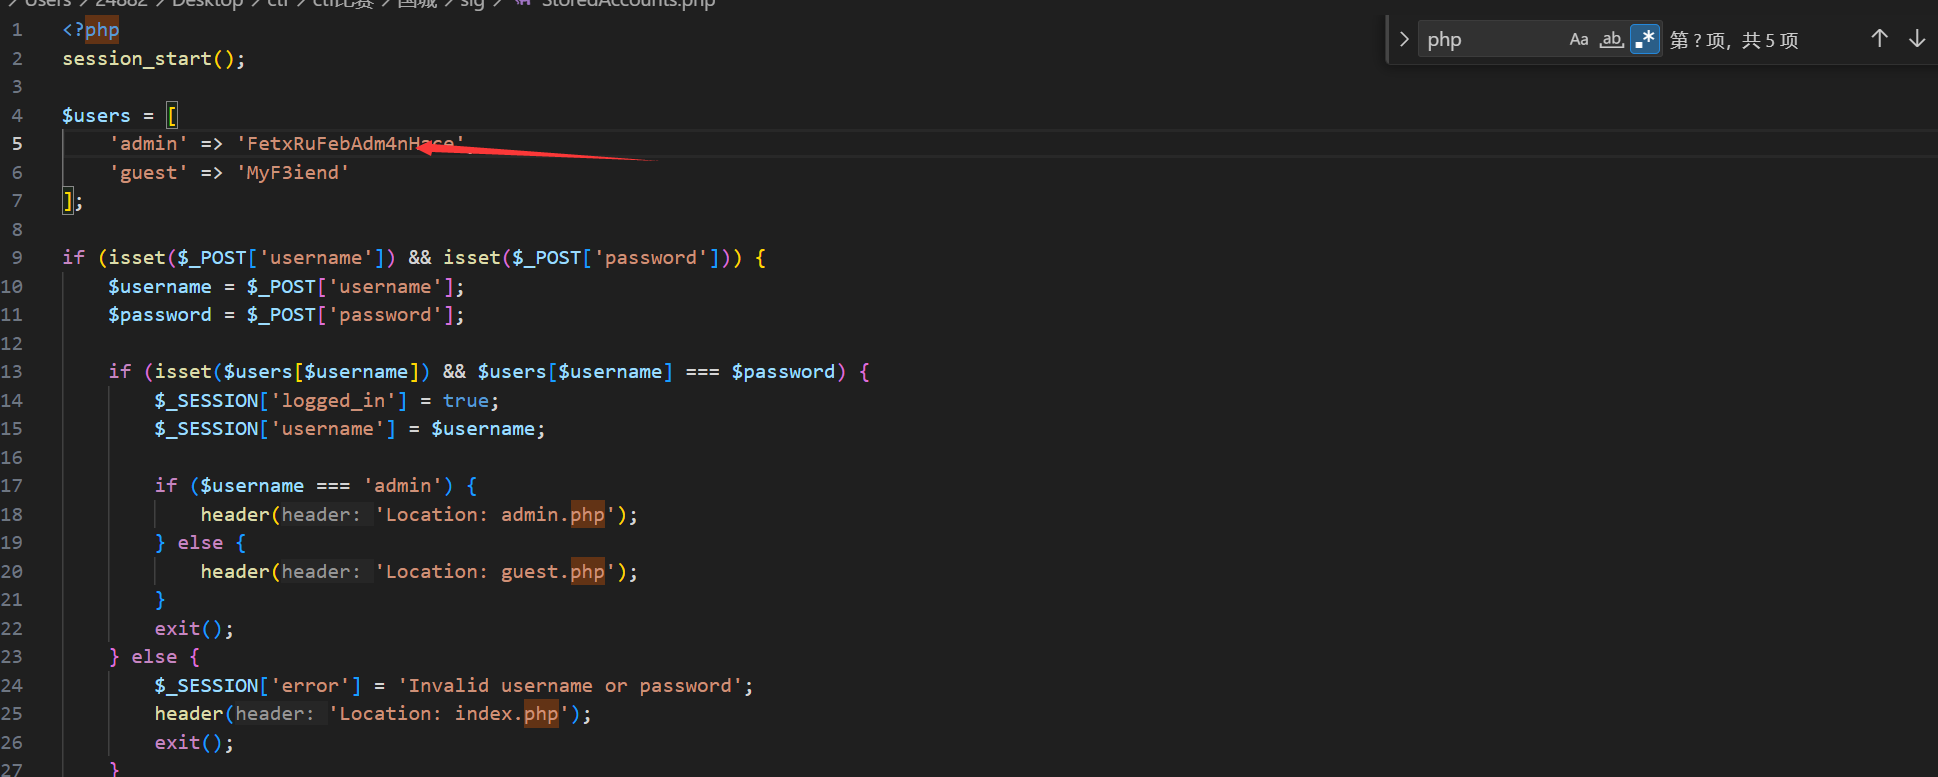 Users > 24882 > Desktop > ctf > ctf比赛 > 国城 > sig > StoredAccounts.php
php Aa ab .* 第 ? 项, 共 5 项
1 <?php
2 session_start();
3
4 $users = [
5 'admin' => 'FetxRuFebAdm4nH
6 'guest' => 'MyF3iend'
7 ];
8
9 if (isset($_POST['username']) && isset($_POST['password'])) {
10 $username = $_POST['username'];
11 $password = $_POST['password'];
12
13 if (isset($users[$username]) && $users[$username] === $password) {
14 $_SESSION['logged_in'] = true;
15 $_SESSION['username'] = $username;
16
17 if ($username === 'admin') {
18 header(header: 'Location: admin.php');
19 } else {
20 header(header: 'Location: guest.php');
21 }
22 exit();
23 } else {
24 $_SESSION['error'] = 'Invalid username or password';
25 header(header: 'Location: index.php');
26 exit();
27 }